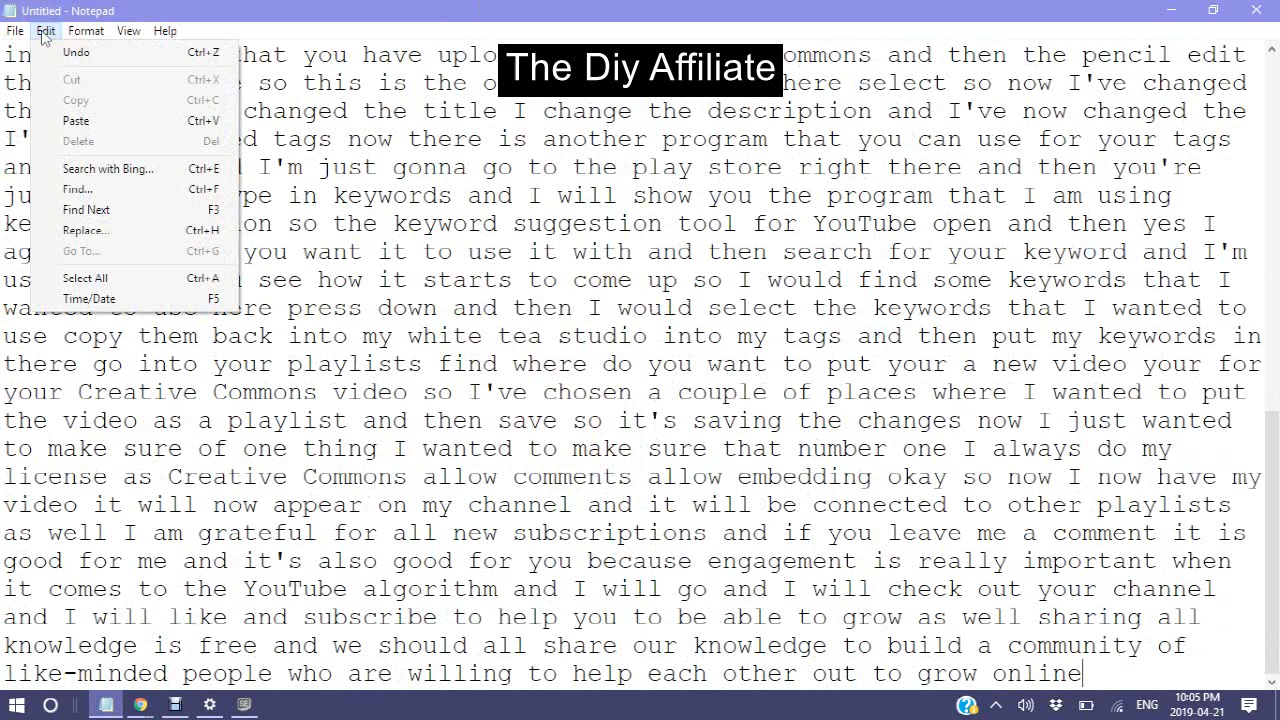 Untitled - Notepad
File Edit Format View Help
The Diy Affiliate
Undo Ctrl+Z
Cut Ctrl+X
Copy Ctrl+C
Paste Ctrl+V
Delete Del
Search with Bing... Ctrl+E
Find... Ctrl+F
Find Next F3
Replace... Ctrl+H
Go To... Ctrl+G
Select All Ctrl+A
Time/Date F5
in that you have uplo ommons and then the pencil edit
th e so this is the o here select so now I've changed
th changed the title I change the description and I've now changed the
I' ed tags now there is another program that you can use for your tags
an d I'm just gonna go to the play store right there and then you're
ju ype in keywords and I will show you the program that I am using
ke on so the keyword suggestion tool for YouTube open and then yes I
ag you want it to use it with and then search for your keyword and I'm
us see how it starts to come up so I would find some keywords that I
wanted to use here press down and then I would select the keywords that I wanted to
use copy them back into my white tea studio into my tags and then put my keywords in
there go into your playlists find where do you want to put your a new video your for
your Creative Commons video so I've chosen a couple of places where I wanted to put
the video as a playlist and then save so it's saving the changes now I just wanted
to make sure of one thing I wanted to make sure that number one I always do my
license as Creative Commons allow comments allow embedding okay so now I now have my
video it will now appear on my channel and it will be connected to other playlists
as well I am grateful for all new subscriptions and if you leave me a comment it is
good for me and it's also good for you because engagement is really important when
it comes to the YouTube algorithm and I will go and I will check out your channel
and I will like and subscribe to help you to be able to grow as well sharing all
knowledge is free and we should all share our knowledge to build a community of
like-minded people who are willing to help each other out to grow online
SE
ENG
10:05 PM
2019-04-21